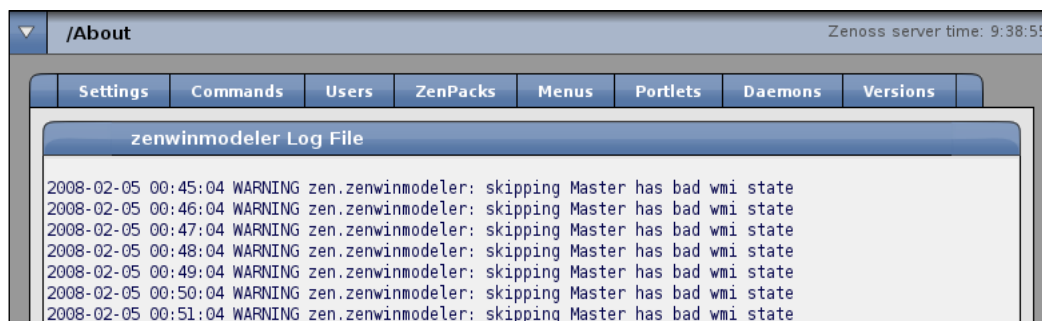 /About
Zenoss server time: 9:38:55
Settings Commands Users ZenPacks Menus Portlets Daemons Versions
zenwinmodeler Log File
2008-02-05 00:45:04 WARNING zen.zenwinmodeler: skipping Master has bad wmi state
2008-02-05 00:46:04 WARNING zen.zenwinmodeler: skipping Master has bad wmi state
2008-02-05 00:47:04 WARNING zen.zenwinmodeler: skipping Master has bad wmi state
2008-02-05 00:48:04 WARNING zen.zenwinmodeler: skipping Master has bad wmi state
2008-02-05 00:49:04 WARNING zen.zenwinmodeler: skipping Master has bad wmi state
2008-02-05 00:50:04 WARNING zen.zenwinmodeler: skipping Master has bad wmi state
2008-02-05 00:51:04 WARNING zen.zenwinmodeler: skipping Master has bad wmi state